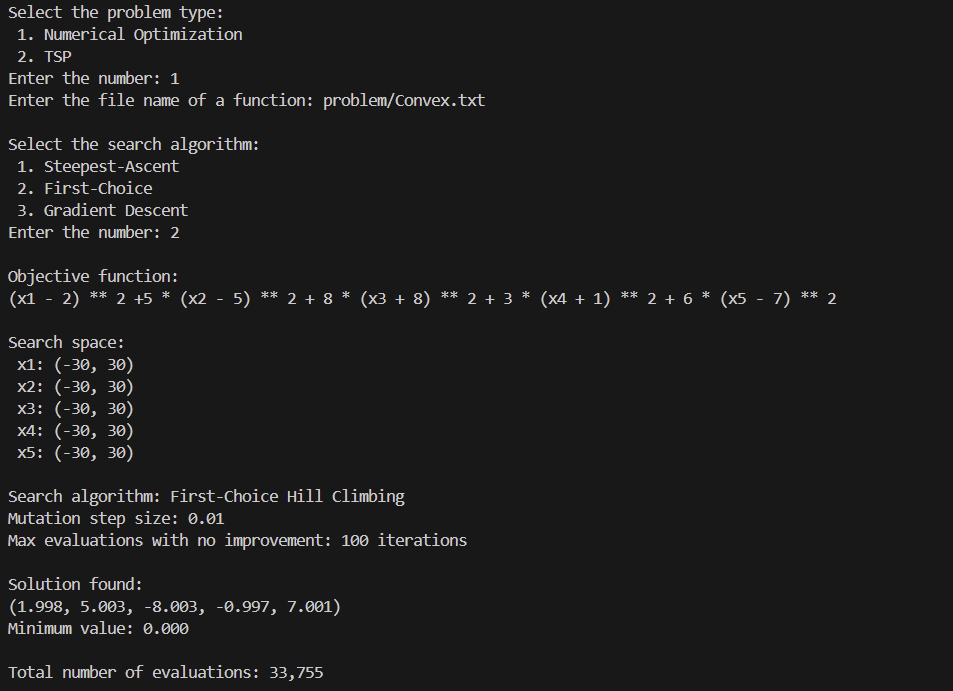 Select the problem type:
 1. Numerical Optimization
 2. TSP
Enter the number: 1
Enter the file name of a function: problem/Convex.txt

Select the search algorithm:
 1. Steepest-Ascent
 2. First-Choice
 3. Gradient Descent
Enter the number: 2

Objective function:
(x1 - 2) ** 2 +5 * (x2 - 5) ** 2 + 8 * (x3 + 8) ** 2 + 3 * (x4 + 1) ** 2 + 6 * (x5 - 7) ** 2

Search space:
 x1: (-30, 30)
 x2: (-30, 30)
 x3: (-30, 30)
 x4: (-30, 30)
 x5: (-30, 30)

Search algorithm: First-Choice Hill Climbing
Mutation step size: 0.01
Max evaluations with no improvement: 100 iterations

Solution found:
(1.998, 5.003, -8.003, -0.997, 7.001)
Minimum value: 0.000

Total number of evaluations: 33,755